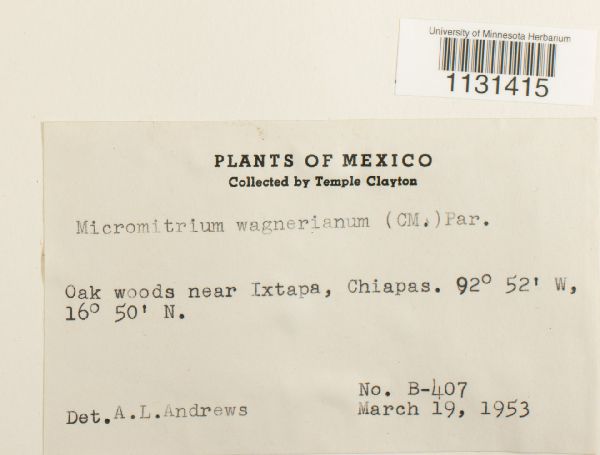 University of Minnesota Herbarium
1131415
PLANTS OF MEXICO
Collected by Temple Clayton
Micromitrium wagnerianum (CM.)Par.
Oak woods near Ixtapa, Chiapas. 92° 52' W,
16° 50' N.
No. B-407
Det.A.L.Andrews
March 19, 1953